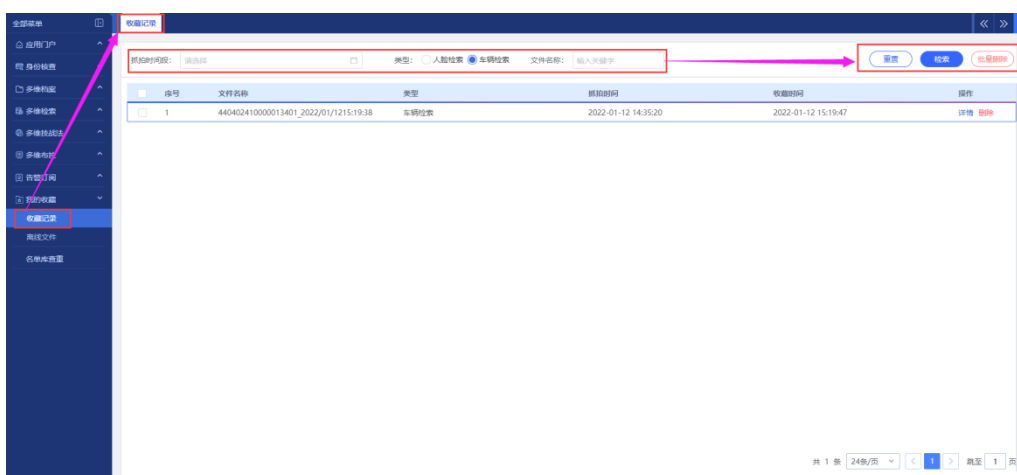 全部菜单
收藏记录
应用门户
身份核查
多维档案
多维检索
多维技战法
多维布控
告警订阅
我的收藏
收藏记录
离线文件
名单库查重
抓拍时间段： 请选择 类型： 人脸检索 车辆检索 文件名称： 输入关键字 重置 检索 批量删除
序号 文件名称 类型 抓拍时间 收藏时间 操作
1 440402410000013401_2022/01/1215:19:38 车辆检索 2022-01-12 14:35:20 2022-01-12 15:19:47 详情 删除
共 1 条 24条/页 1 跳至 1 页